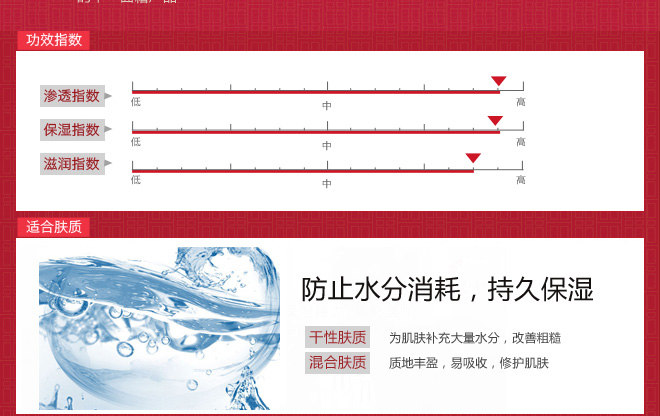 功效指数
渗透指数
低
中
高
保湿指数
低
中
高
滋润指数
低
中
高
适合肤质
防止水分消耗，持久保湿
干性肤质 为肌肤补充大量水分，改善粗糙
混合肤质 质地丰盈，易吸收，修护肌肤